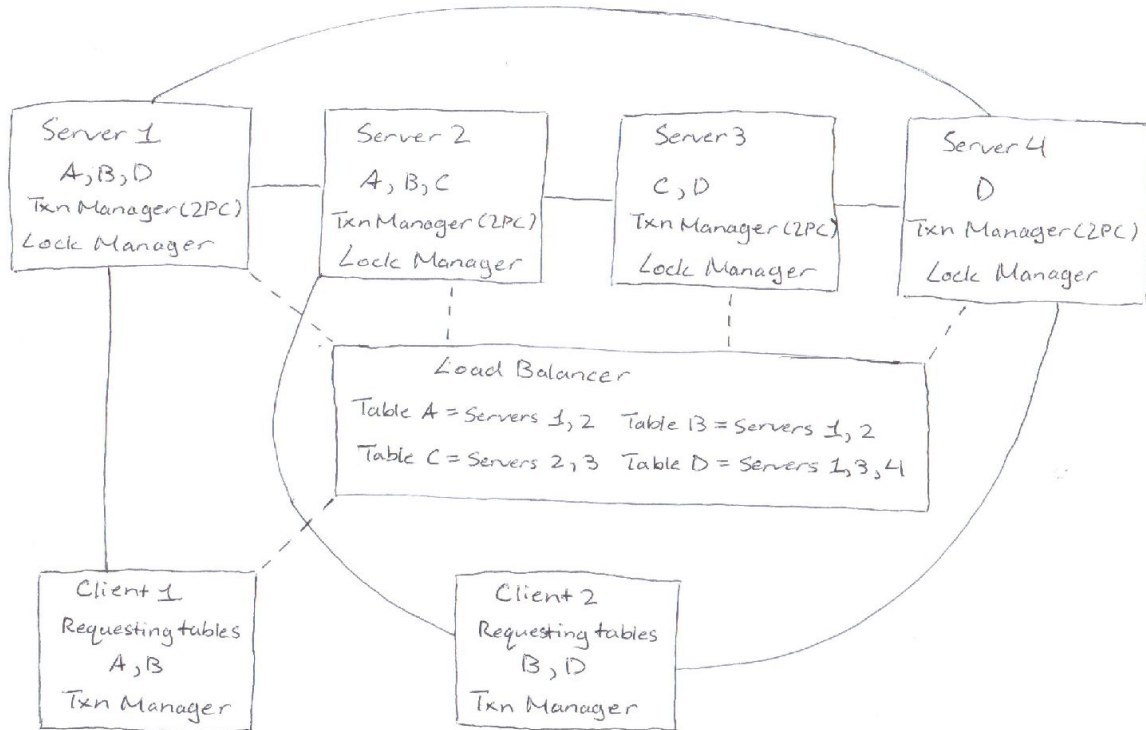 Server 1
A, B, D
Txn Manager (2PC)
Lock Manager
Server 2
A, B, C
Txn Manager (2PC)
Lock Manager
Server 3
C, D
Txn Manager (2PC)
Lock Manager
Server 4
D
Txn Manager (2PC)
Lock Manager
Load Balancer
Table A = Servers 1, 2 Table B = Servers 1, 2
Table C = Servers 2, 3 Table D = Servers 1, 3, 4
Client 1
Requesting tables
A, B
Txn Manager
Client 2
Requesting tables
B, D
Txn Manager